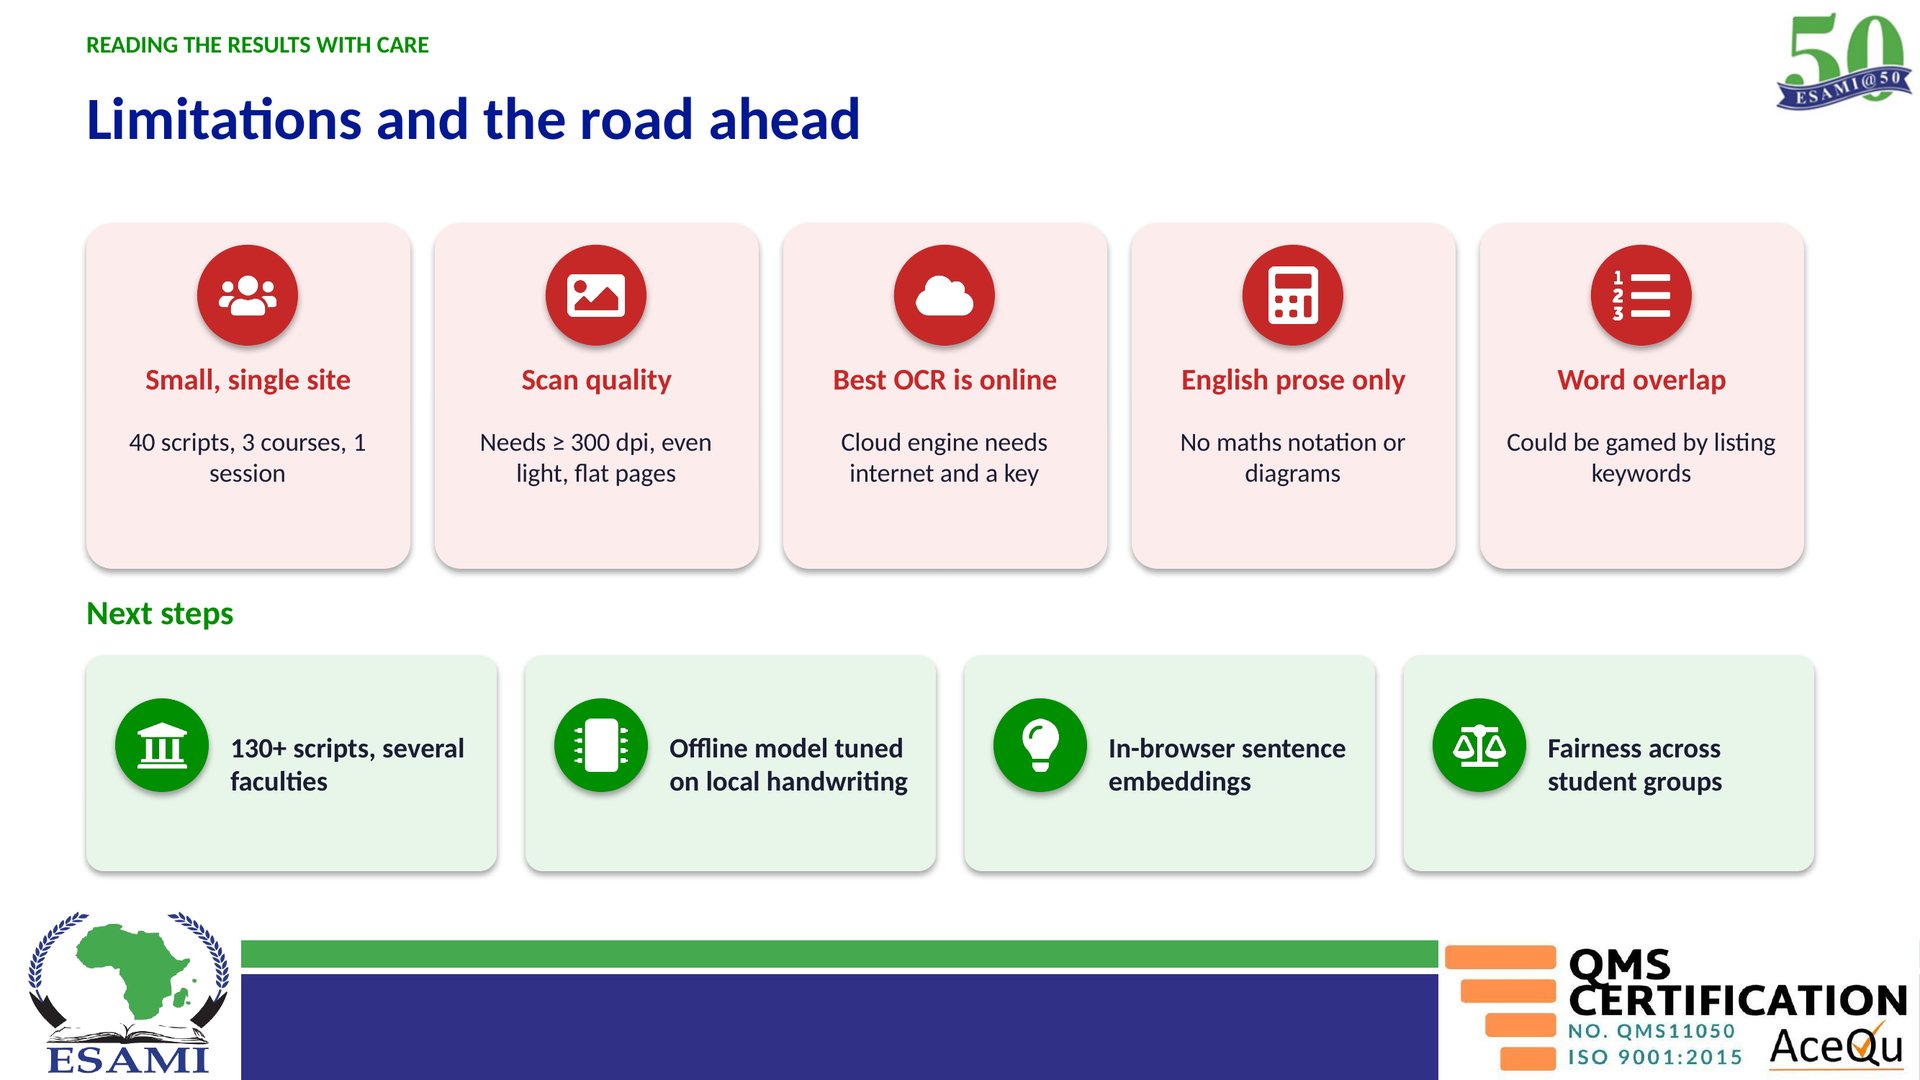 READING THE RESULTS WITH CARE
50
ESAMI@50
Limitations and the road ahead
Small, single site
40 scripts, 3 courses, 1
session
Scan quality
Needs ≥ 300 dpi, even
light, flat pages
Best OCR is online
Cloud engine needs
internet and a key
English prose only
No maths notation or
diagrams
1
2
3
Word overlap
Could be gamed by listing
keywords
Next steps
130+ scripts, several
faculties
Offline model tuned
on local handwriting
In-browser sentence
embeddings
Fairness across
student groups
ESAMI
QMS
CERTIFICATION
NO. QMS11050
ISO 9001:2015
AceQu